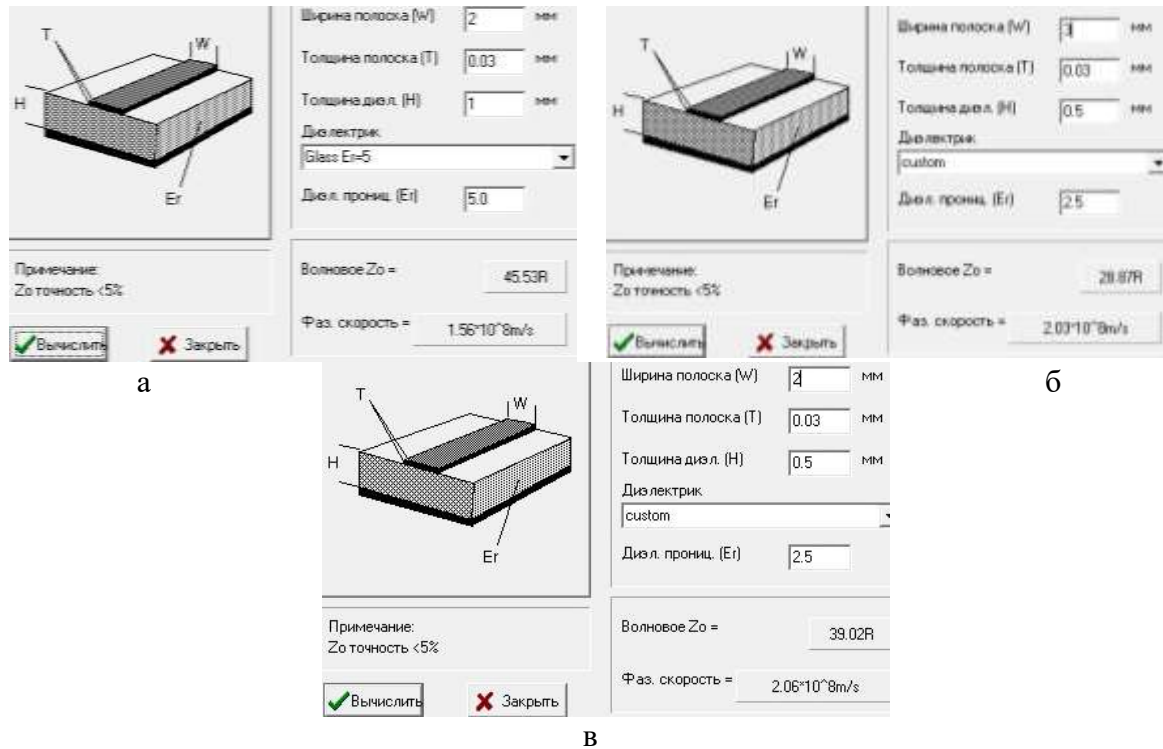 Ширина полоска (W) 2 мм
T W
Толщина полоска (T) 0.03 мм
H
Толщина диэл. (H) 1 мм
Диэлектрик
Glass Er=5
Er
Диэл. прониц. (Er) 5.0
Примечание:
Zo точность <5%
Волновое Zo = 45.53R
Фаз. скорость = 1.56*10^8m/s
Вычислить Закрыть
а
Ширина полоска (W) 3 мм
T W
Толщина полоска (T) 0.03 мм
H
Толщина диэл. (H) 0.5 мм
Диэлектрик
custom
Er
Диэл. прониц. (Er) 2.5
Примечание:
Zo точность <5%
Волновое Zo = 28.87R
Фаз. скорость = 2.03*10^8m/s
Вычислить Закрыть
б
Ширина полоска (W) 2 мм
T W
Толщина полоска (T) 0.03 мм
H
Толщина диэл. (H) 0.5 мм
Диэлектрик
custom
Er
Диэл. прониц. (Er) 2.5
Примечание:
Zo точность <5%
Волновое Zo = 39.02R
Фаз. скорость = 2.06*10^8m/s
Вычислить Закрыть
в